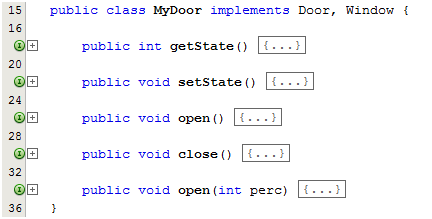 15 public class MyDoor implements Door, Window {
16
public int getState() {...}
20
public void setState() {...}
24
public void open() {...}
28
public void close() {...}
32
public void open(int perc) {...}
36 }